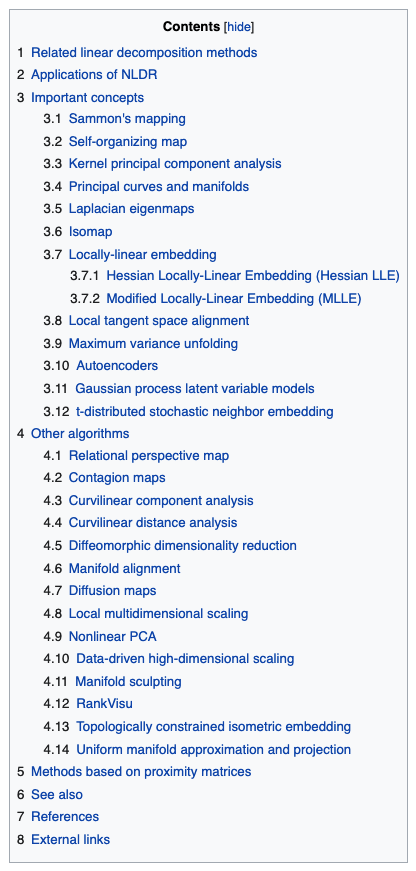 Contents [hide]
1 Related linear decomposition methods
2 Applications of NLDR
3 Important concepts
3.1 Sammon's mapping
3.2 Self-organizing map
3.3 Kernel principal component analysis
3.4 Principal curves and manifolds
3.5 Laplacian eigenmaps
3.6 Isomap
3.7 Locally-linear embedding
3.7.1 Hessian Locally-Linear Embedding (Hessian LLE)
3.7.2 Modified Locally-Linear Embedding (MLLE)
3.8 Local tangent space alignment
3.9 Maximum variance unfolding
3.10 Autoencoders
3.11 Gaussian process latent variable models
3.12 t-distributed stochastic neighbor embedding
4 Other algorithms
4.1 Relational perspective map
4.2 Contagion maps
4.3 Curvilinear component analysis
4.4 Curvilinear distance analysis
4.5 Diffeomorphic dimensionality reduction
4.6 Manifold alignment
4.7 Diffusion maps
4.8 Local multidimensional scaling
4.9 Nonlinear PCA
4.10 Data-driven high-dimensional scaling
4.11 Manifold sculpting
4.12 RankVisu
4.13 Topologically constrained isometric embedding
4.14 Uniform manifold approximation and projection
5 Methods based on proximity matrices
6 See also
7 References
8 External links